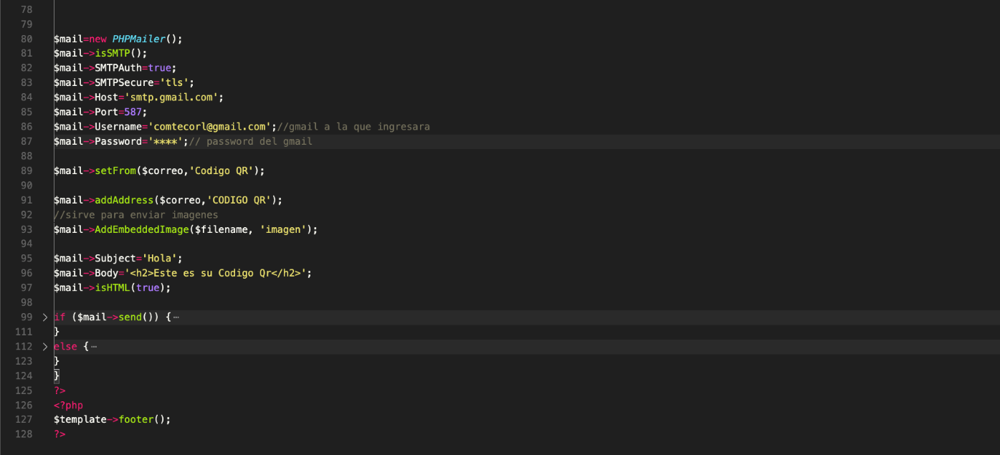 78
79
80 $mail=new PHPMailer();
81 $mail->isSMTP();
82 $mail->SMTPAuth=true;
83 $mail->SMTPSecure='tls';
84 $mail->Host='smtp.gmail.com';
85 $mail->Port=587;
86 $mail->Username='comtecorl@gmail.com';//gmail a la que ingresara
87 $mail->Password='****';// password del gmail
88
89 $mail->setFrom($correo,'Codigo QR');
90
91 $mail->addAddress($correo,'CODIGO QR');
92 //sirve para enviar imagenes
93 $mail->AddEmbeddedImage($filename, 'imagen');
94
95 $mail->Subject='Hola';
96 $mail->Body='<h2>Este es su Codigo Qr</h2>';
97 $mail->isHTML(true);
98
99 > if ($mail->send()) {⋯
111 }
112 > else {⋯
123 }
124 }
125 ?>
126 <?php
127 $template->footer();
128 ?>